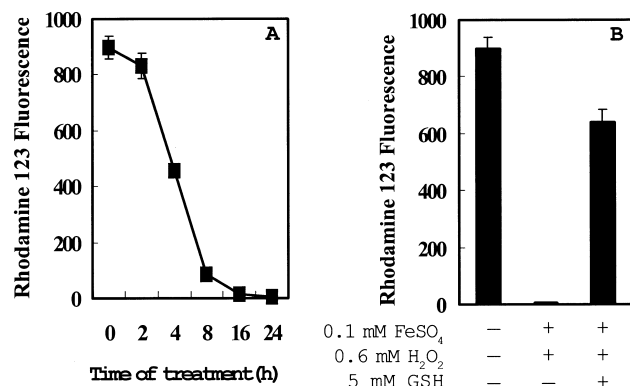 A
Rhodamine 123 Fluorescence
1000
800
600
400
200
0
0 2 4 8 16 24
Time of treatment (h)
B
Rhodamine 123 Fluorescence
1000
800
600
400
200
0
0.1 mM FeSO₄ – + +
0.6 mM H₂O₂ – + +
5 mM GSH – – +